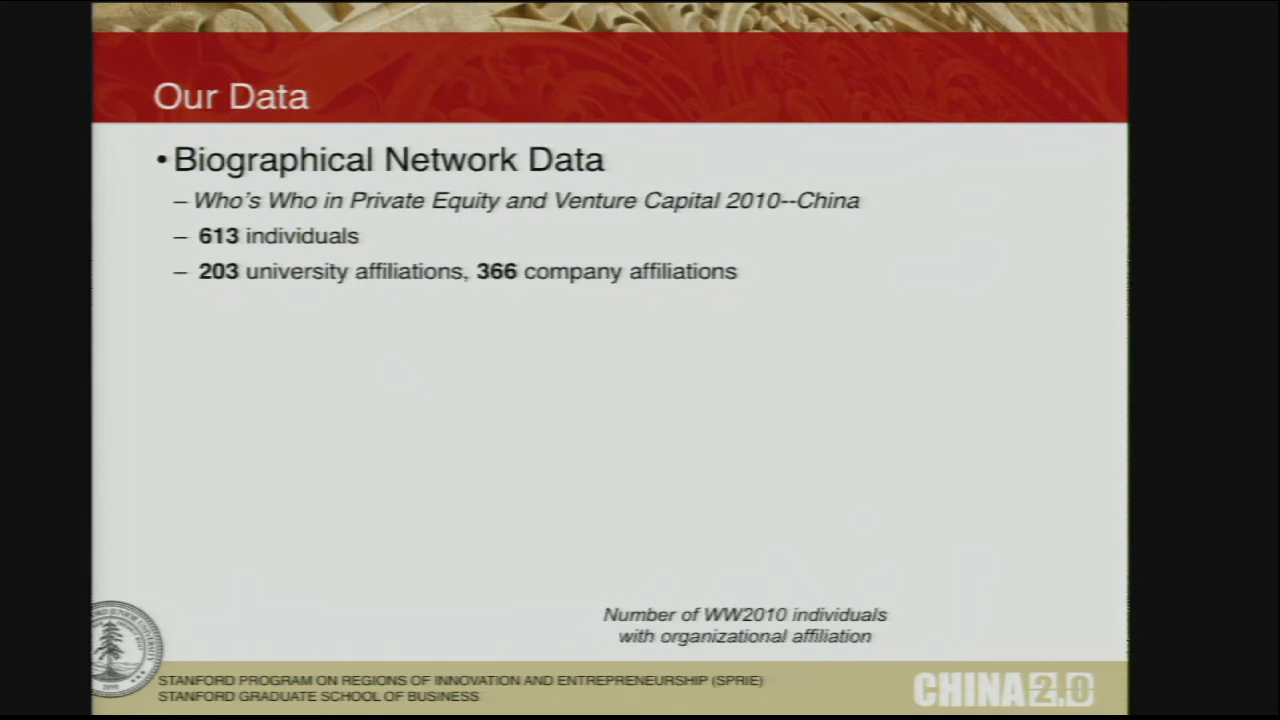 Our Data
• Biographical Network Data
– Who's Who in Private Equity and Venture Capital 2010--China
– 613 individuals
– 203 university affiliations, 366 company affiliations
Number of WW2010 individuals
with organizational affiliation
STANFORD PROGRAM ON REGIONS OF INNOVATION AND ENTREPRENEURSHIP (SPRIE)
STANFORD GRADUATE SCHOOL OF BUSINESS
CHINA 2.0